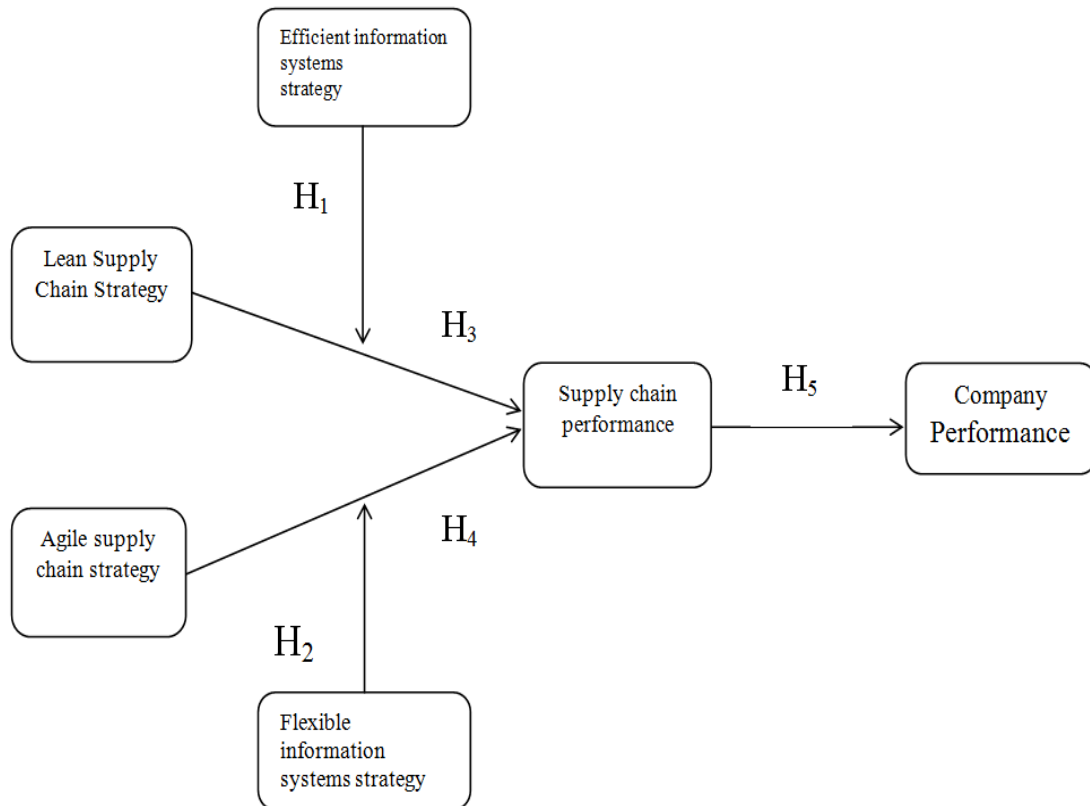 Efficient information
systems
strategy
H₁
Lean Supply
Chain Strategy
H₃
Supply chain
performance
H₅
Company
Performance
Agile supply
chain strategy
H₄
H₂
Flexible
information
systems strategy